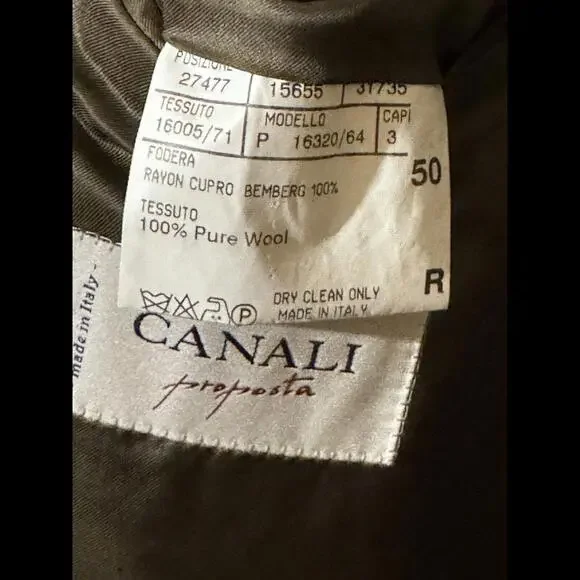 POSIZIONE
27477 15655 31735
TESSUTO MODELLO CAPI
16005/71 P 16320/64 3
FODERA
RAYON CUPRO BEMBERG 100% 50
TESSUTO
100% Pure Wool
DRY CLEAN ONLY R
P MADE IN ITALY
made in Italy -
CANALI
proposta